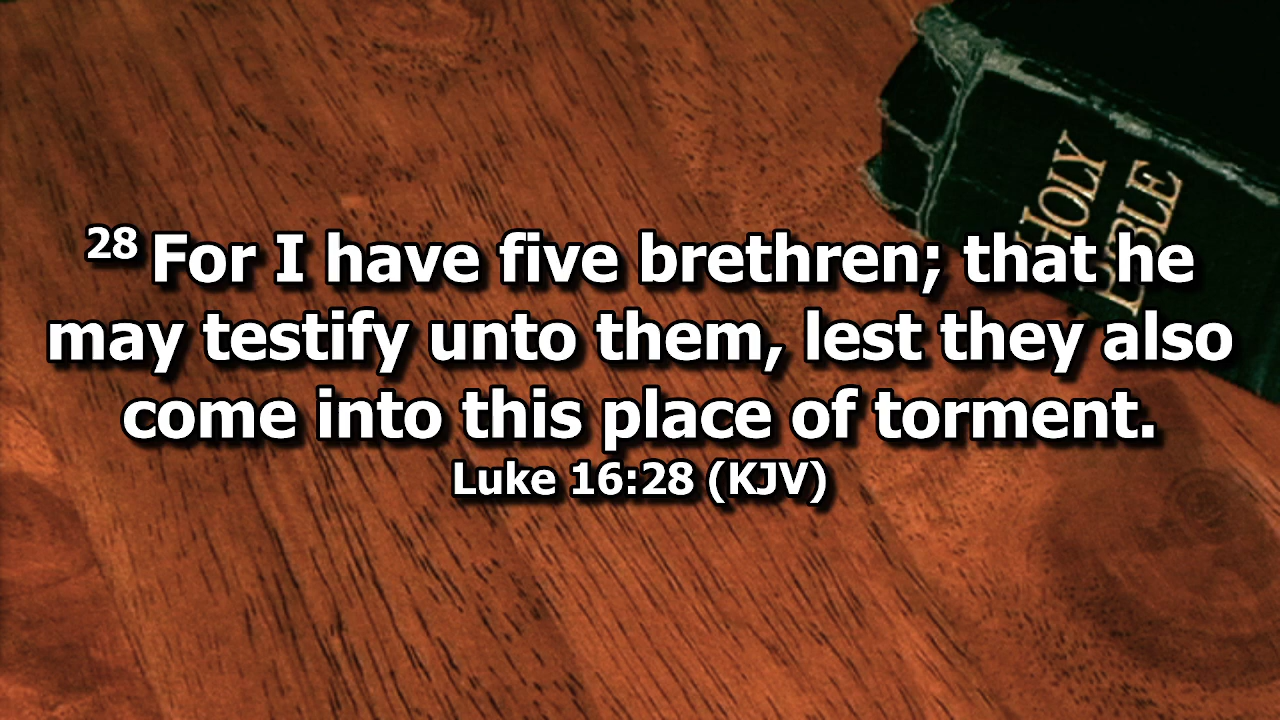 28 For I have five brethren; that he
may testify unto them, lest they also
come into this place of torment.
Luke 16:28 (KJV)
HOLY
BIBLE